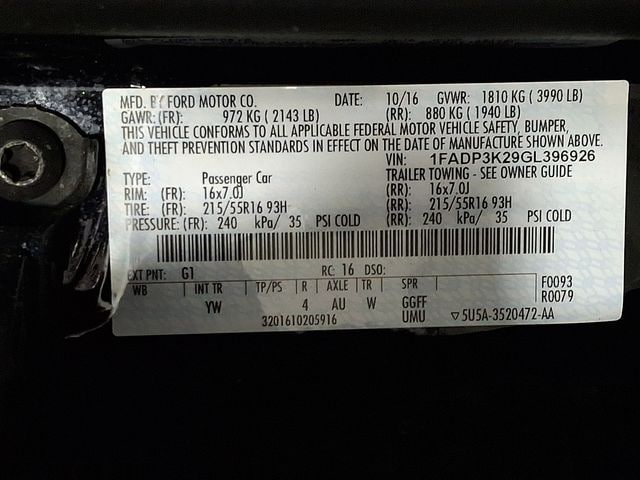 MFD. BY FORD MOTOR CO. DATE: 10/16 GVWR: 1810 KG ( 3990 LB)
GAWR: (FR): 972 KG ( 2143 LB) (RR): 880 KG ( 1940 LB)
THIS VEHICLE CONFORMS TO ALL APPLICABLE FEDERAL MOTOR VEHICLE SAFETY, BUMPER,
AND THEFT PREVENTION STANDARDS IN EFFECT ON THE DATE OF MANUFACTURE SHOWN ABOVE.
VIN: 1FADP3K29GL396926
TYPE: Passenger Car TRAILER TOWING - SEE OWNER GUIDE
RIM: (FR): 16x7.0J (RR): 16x7.0J
TIRE: (FR): 215/55R16 93H (RR): 215/55R16 93H
PRESSURE: (FR): 240 kPa/ 35 PSI COLD (RR): 240 kPa/ 35 PSI COLD
EXT PNT: G1 RC: 16 DSO:
WB INT TR TP/PS R AXLE TR SPR F0093
YW 4 AU W GGFF R0079
3201610205916 UMU ▽5U5A-3520472-AA